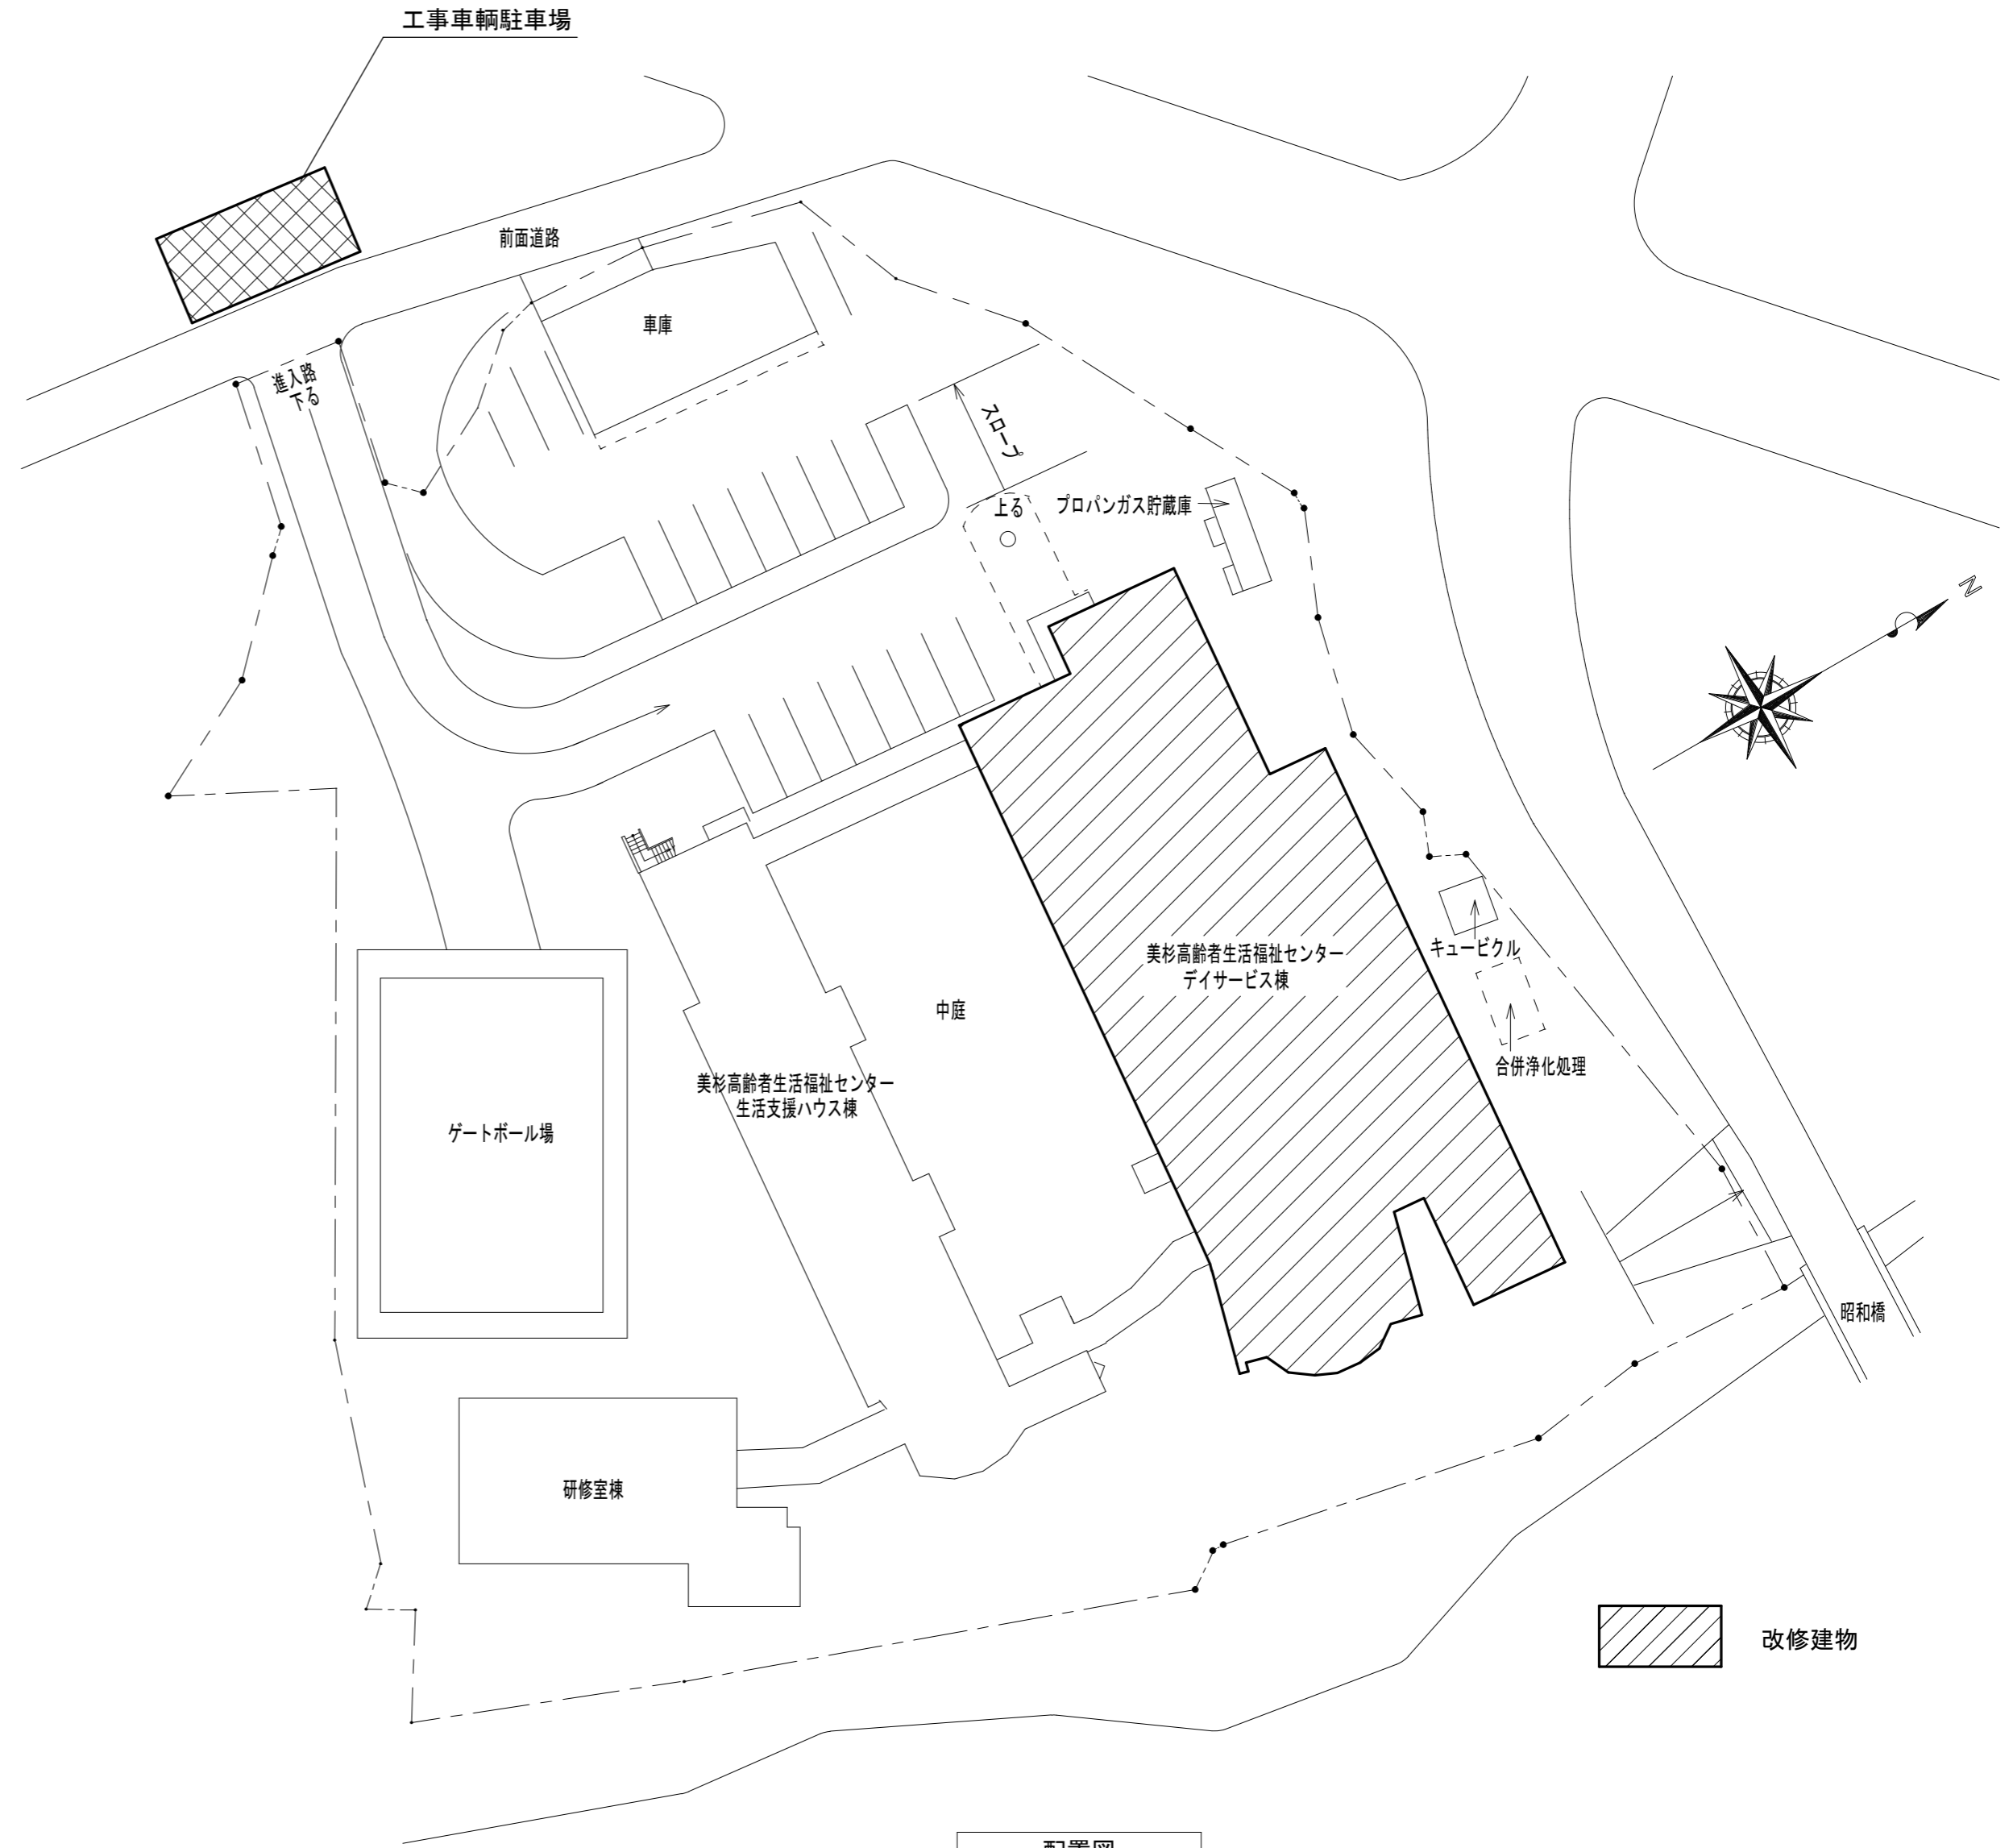 工事車輌駐車場
前面道路
車庫
進入路
下る
スロープ
上る
プロパンガス貯蔵庫
N
美杉高齢者生活福祉センター
デイサービス棟
キュービクル
中庭
合併浄化処理
美杉高齢者生活福祉センター
生活支援ハウス棟
ゲートボール場
昭和橋
研修室棟
改修建物
配置図